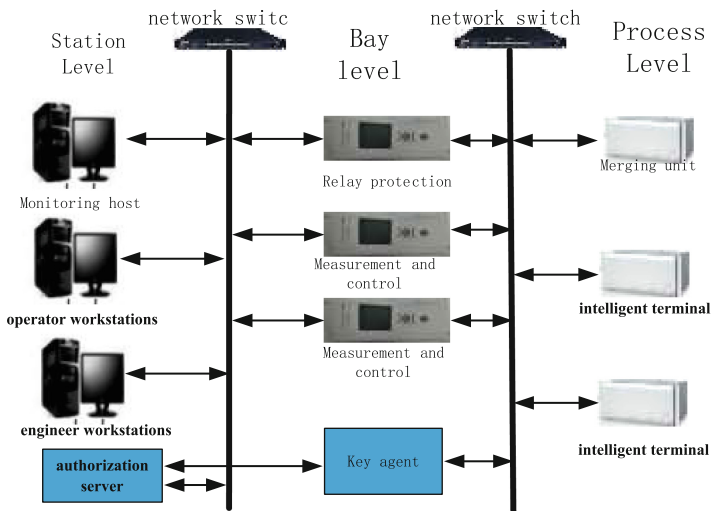 network switc
network switch
Station
Level
Bay
level
Process
Level
Monitoring host
Relay protection
Merging unit
operator workstations
Measurement and
control
intelligent terminal
engineer workstations
Measurement and
control
intelligent terminal
authorization
server
Key agent